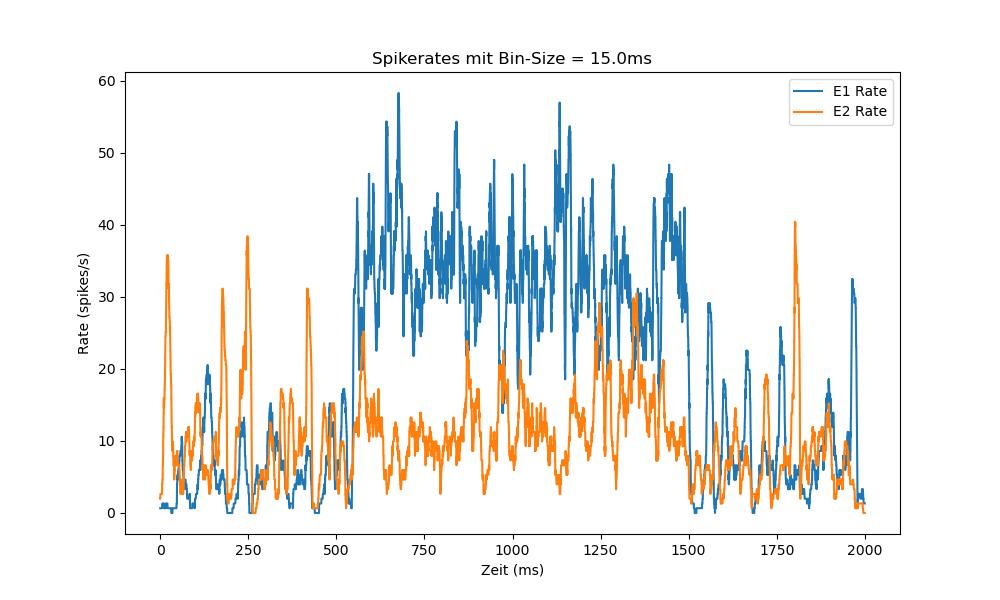 Spikerates mit Bin-Size = 15.0ms
E1 Rate
E2 Rate
Rate (spikes/s)
60
50
40
30
20
10
0
0 250 500 750 1000 1250 1500 1750 2000
Zeit (ms)